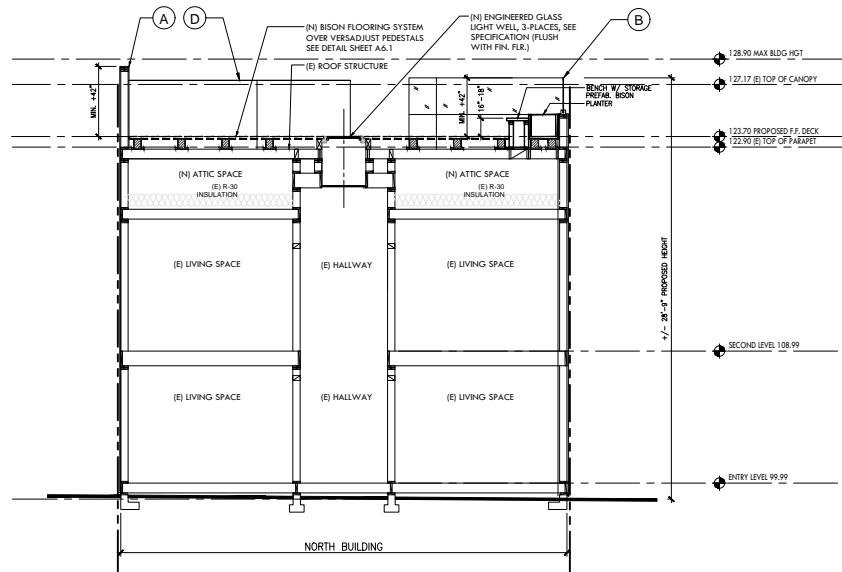 A
D
(N) BISON FLOORING SYSTEM
OVER VERSADJUST PEDESTALS
SEE DETAIL SHEET A6.1
(E) ROOF STRUCTURE
(N) ENGINEERED GLASS
LIGHT WELL, 3-PLACES, SEE
SPECIFICATION (FLUSH
WITH FIN. FLR.)
B
128.90 MAX BLDG HGT
127.17 (E) TOP OF CANOPY
123.70 PROPOSED F.F. DECK
122.90 (E) TOP OF PARAPET
MIN. +42"
MIN. +42"
16"-18"
BENCH W/ STORAGE
PREFAB. BISON
PLANTER
(N) ATTIC SPACE
(E) R-30
INSULATION
(N) ATTIC SPACE
(E) R-30
INSULATION
(E) LIVING SPACE
(E) HALLWAY
(E) LIVING SPACE
+/- 28'-9" PROPOSED HEIGHT
SECOND LEVEL 108.99
(E) LIVING SPACE
(E) HALLWAY
(E) LIVING SPACE
ENTRY LEVEL 99.99
NORTH BUILDING